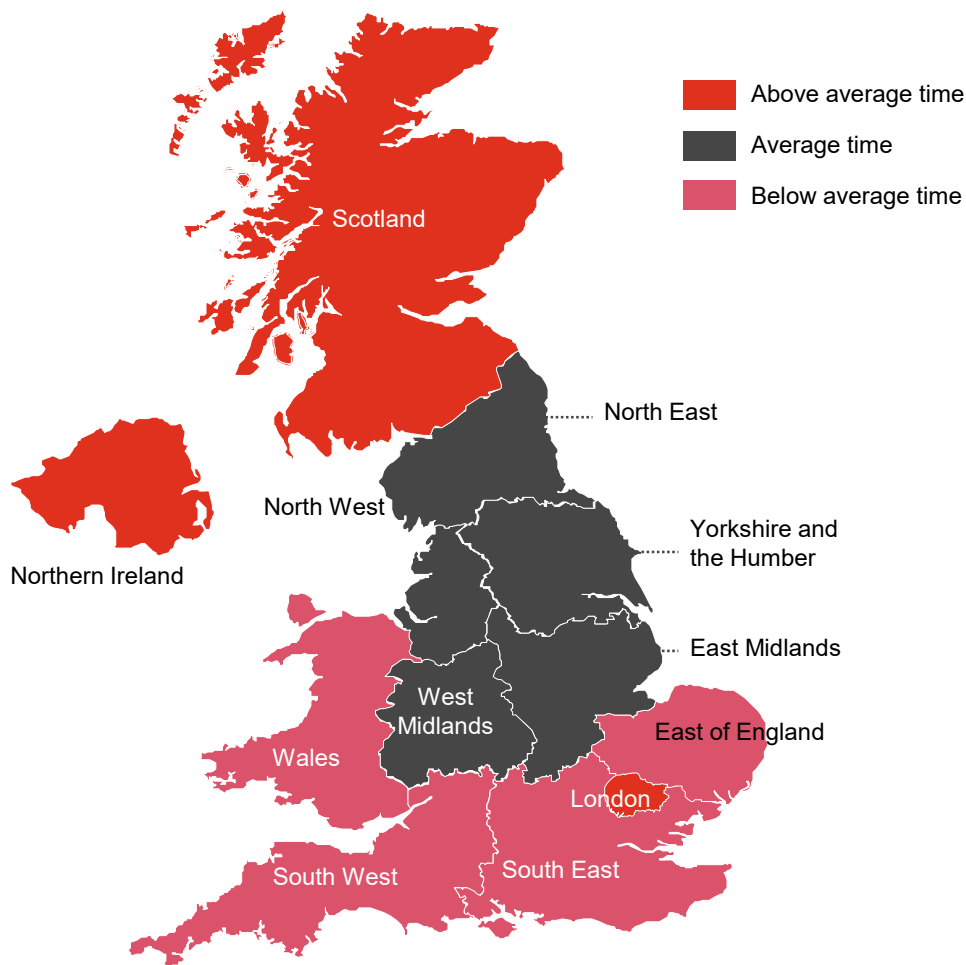 Above average time
Average time
Below average time
Scotland
North East
North West
Yorkshire and
the Humber
Northern Ireland
East Midlands
West
Midlands
East of England
Wales
London
South East
South West